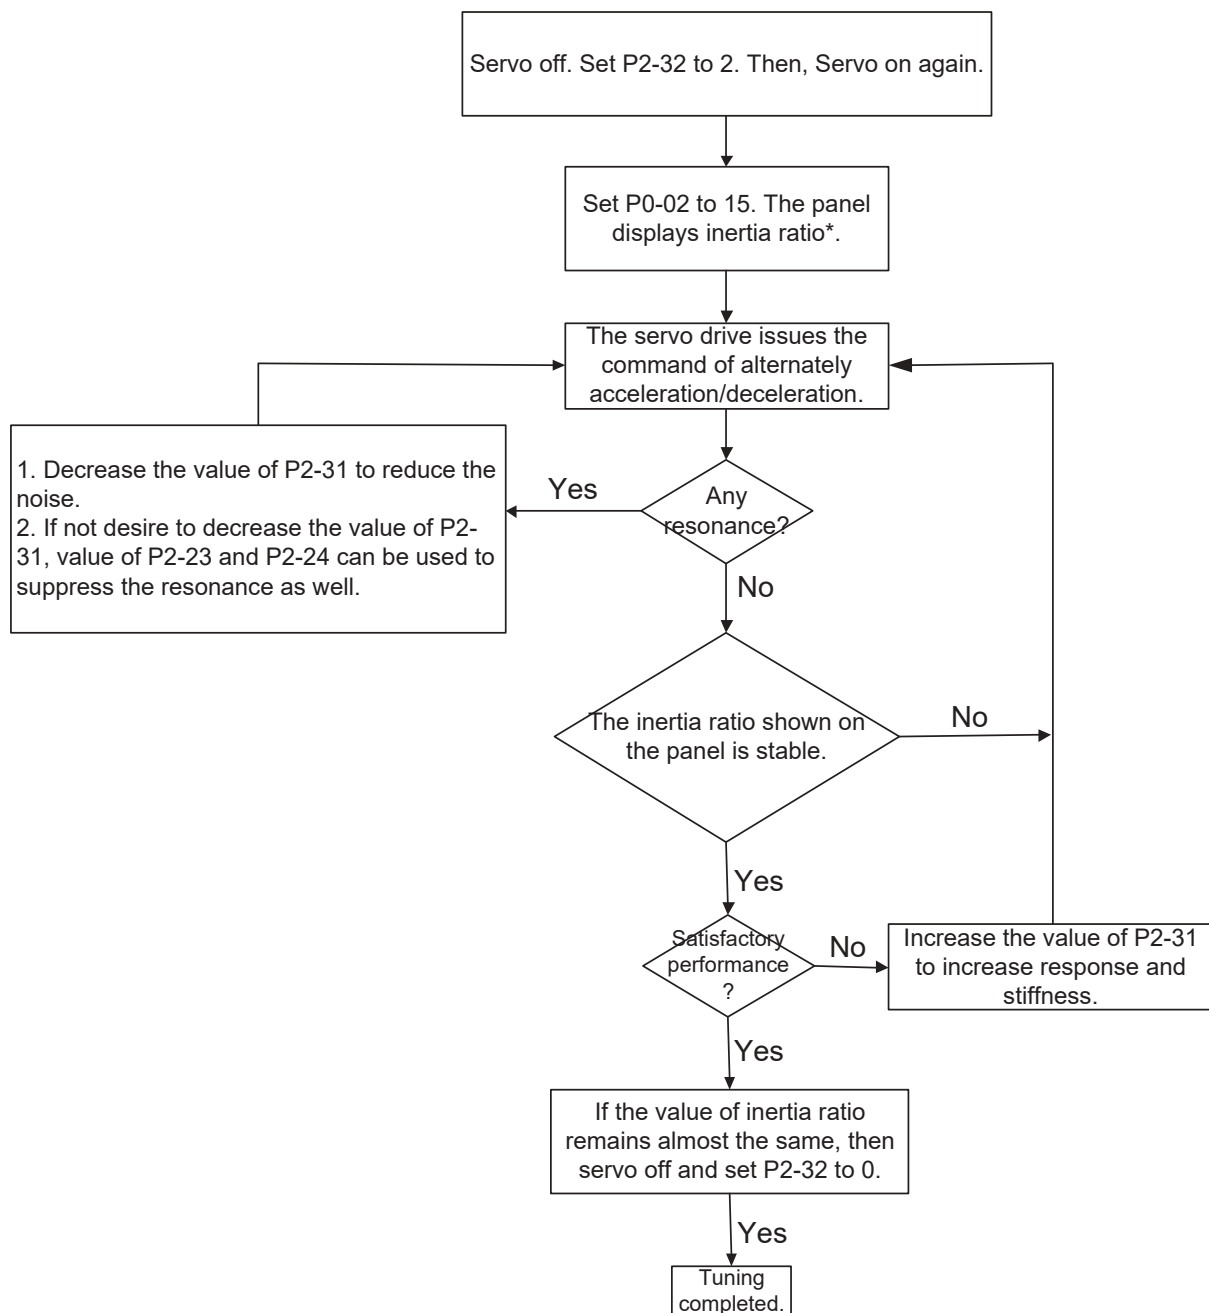 Servo off. Set P2-32 to 2. Then, Servo on again.
Set P0-02 to 15. The panel
displays inertia ratio*.
The servo drive issues the
command of alternately
acceleration/deceleration.
1. Decrease the value of P2-31 to reduce the
noise.
2. If not desire to decrease the value of P2-
31, value of P2-23 and P2-24 can be used to
suppress the resonance as well.
Yes
Any
resonance?
No
The inertia ratio shown on
the panel is stable.
No
Yes
Satisfactory
performance
?
No
Increase the value of P2-31
to increase response and
stiffness.
Yes
If the value of inertia ratio
remains almost the same, then
servo off and set P2-32 to 0.
Yes
Tuning
completed.